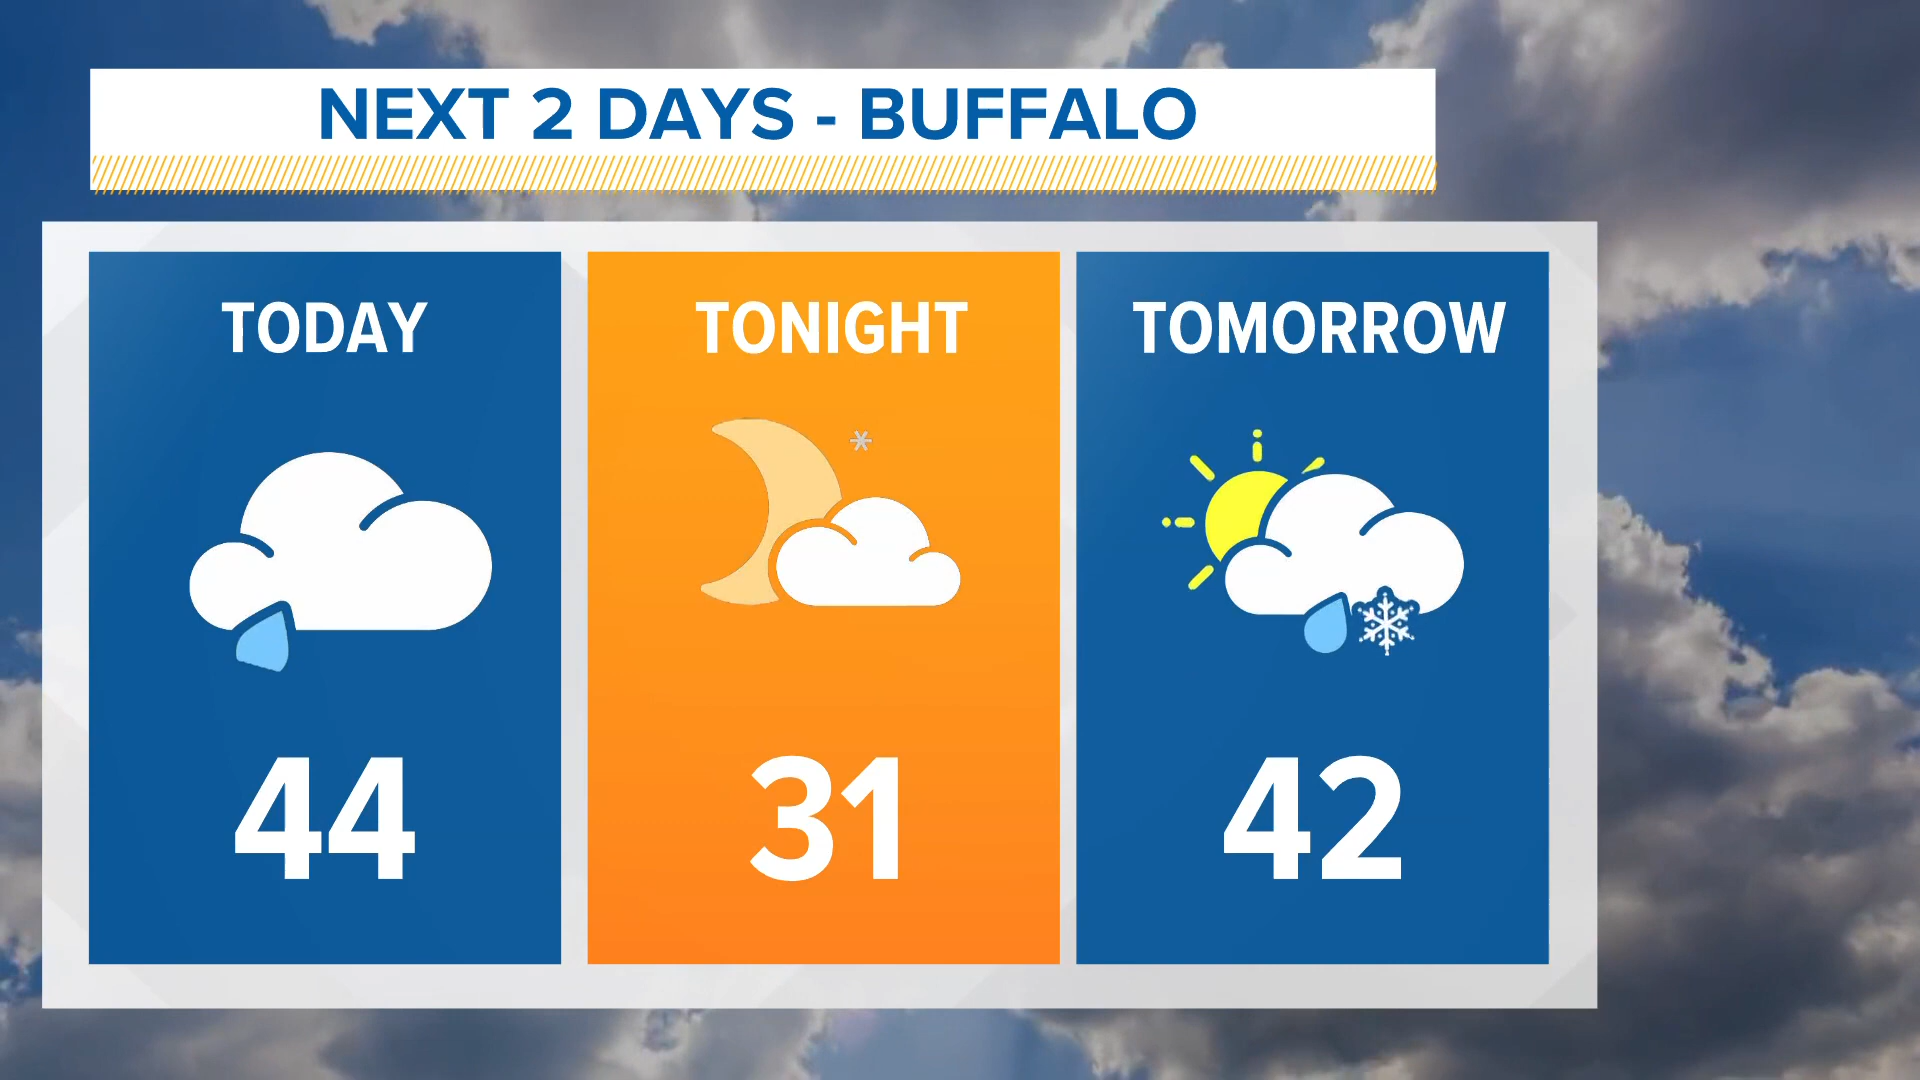 NEXT 2 DAYS - BUFFALO
TODAY
TONIGHT
TOMORROW
44
31
42